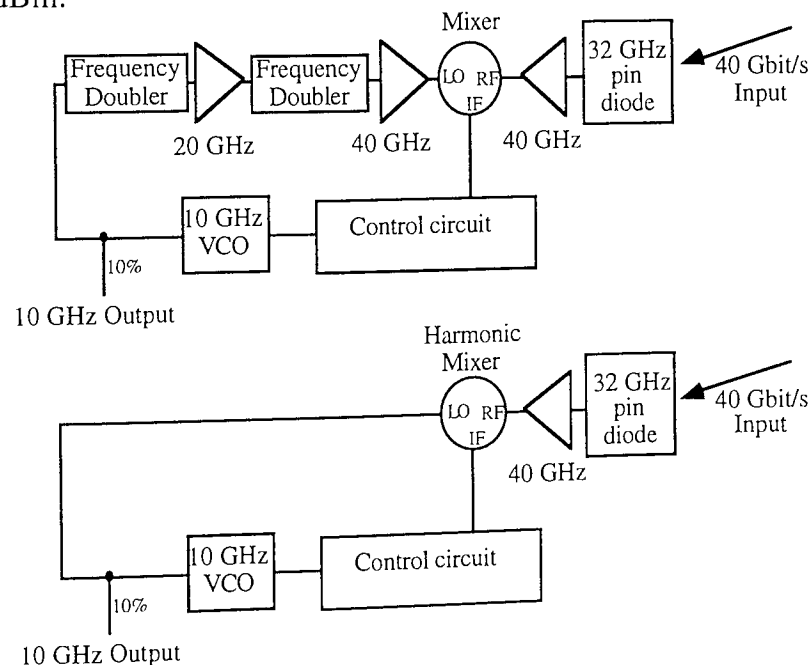 dBm.
Mixer
Frequency
Doubler
Frequency
Doubler
LO RF
IF
32 GHz
pin
diode
40 Gbit/s
Input
20 GHz
40 GHz
40 GHz
10 GHz
VCO
Control circuit
10%
10 GHz Output
Harmonic
Mixer
LO RF
IF
32 GHz
pin
diode
40 Gbit/s
Input
40 GHz
10 GHz
VCO
Control circuit
10%
10 GHz Output